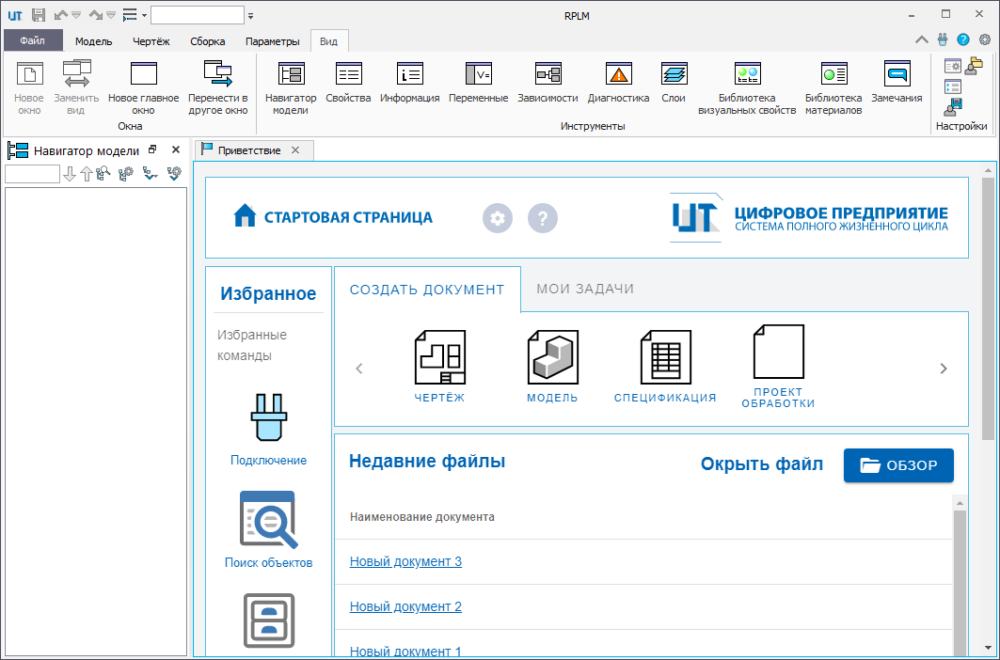 RPLM
Файл Модель Чертёж Сборка Параметры Вид
Новое окно
Заменить вид
Новое главное окно
Перенести в другое окно
Окна
Навигатор модели
Свойства
Информация
Переменные
Зависимости
Диагностика
Слои
Библиотека визуальных свойств
Библиотека материалов
Замечания
Инструменты
Настройки
Навигатор модели
Приветствие
СТАРТОВАЯ СТРАНИЦА
ЦИФРОВОЕ ПРЕДПРИЯТИЕ
СИСТЕМА ПОЛНОГО ЖИЗНЕННОГО ЦИКЛА
Избранное
Избранные
команды
Подключение
Поиск объектов
СОЗДАТЬ ДОКУМЕНТ
МОИ ЗАДАЧИ
ЧЕРТЁЖ
МОДЕЛЬ
СПЕЦИФИКАЦИЯ
ПРОЕКТ
ОБРАБОТКИ
Недавние файлы
Окрыть файл
ОБЗОР
Наименование документа
Новый документ 3
Новый документ 2
Новый документ 1